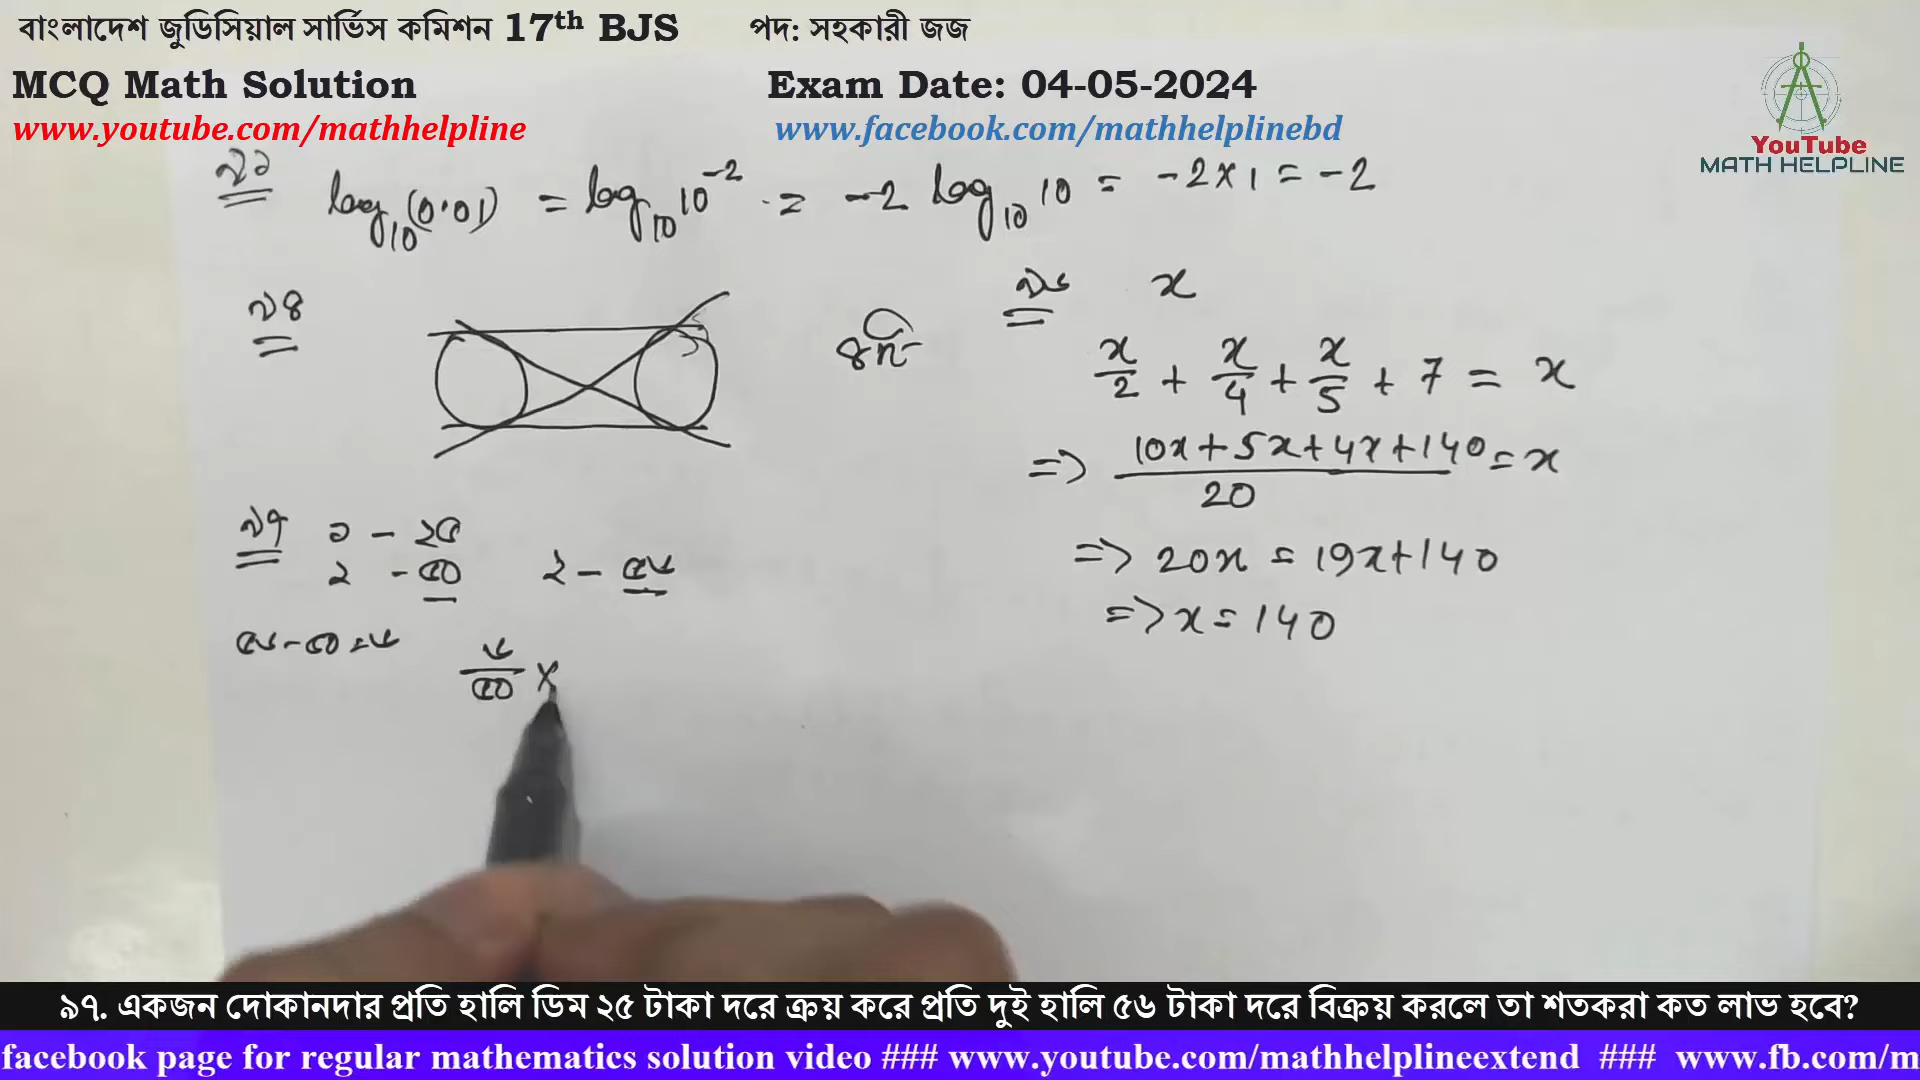 বাংলাদেশ জুডিসিয়াল সার্ভিস কমিশন 17th BJS পদ: সহকারী জজ
MCQ Math Solution Exam Date: 04-05-2024
www.youtube.com/mathhelpline www.facebook.com/mathhelplinebd
YouTube
MATH HELPLINE
৯১ log₁₀(0.01) = log₁₀ 10⁻² = -2 log₁₀ 10 = -2 × 1 = -2
৯৪
৪টি
৯৬ x
x/2 + x/4 + x/5 + 7 = x
=> (10x + 5x + 4x + 140)/20 = x
=> 20x = 19x + 140
=> x = 140
৯৭ ১ - ২৫
২ - ৫০ ২ - ৫৬
৫৬ - ৫০ = ৬
৬/৫০ ×
৯৭. একজন দোকানদার প্রতি হালি ডিম ২৫ টাকা দরে ক্রয় করে প্রতি দুই হালি ৫৬ টাকা দরে বিক্রয় করলে তা শতকরা কত লাভ হবে?
facebook page for regular mathematics solution video ### www.youtube.com/mathhelplineextend ### www.fb.com/m